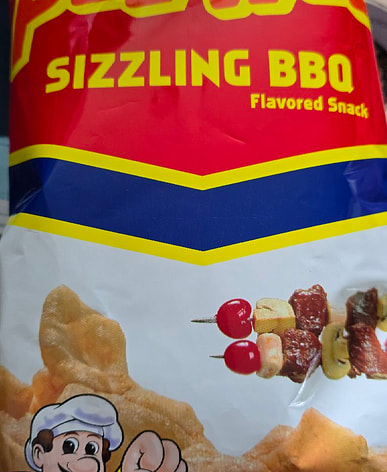 SIZZLING BBQ
Flavored Snack